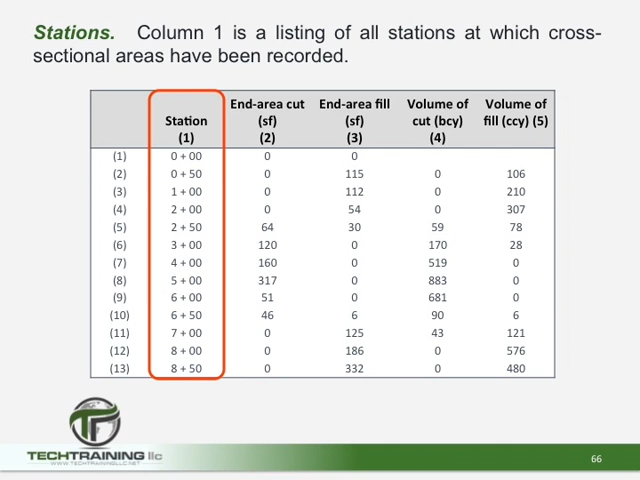 Stations. Column 1 is a listing of all stations at which cross-
sectional areas have been recorded.
Station (1) End-area cut (sf) (2) End-area fill (sf) (3) Volume of cut (bcy) (4) Volume of fill (ccy) (5)
(1) 0 + 00 0 0
(2) 0 + 50 0 115 0 106
(3) 1 + 00 0 112 0 210
(4) 2 + 00 0 54 0 307
(5) 2 + 50 64 30 59 78
(6) 3 + 00 120 0 170 28
(7) 4 + 00 160 0 519 0
(8) 5 + 00 317 0 883 0
(9) 6 + 00 51 0 681 0
(10) 6 + 50 46 6 90 6
(11) 7 + 00 0 125 43 121
(12) 8 + 00 0 186 0 576
(13) 8 + 50 0 332 0 480
TECHTRAINING llc
WWW.TECHTRAININGLLC.NET
66